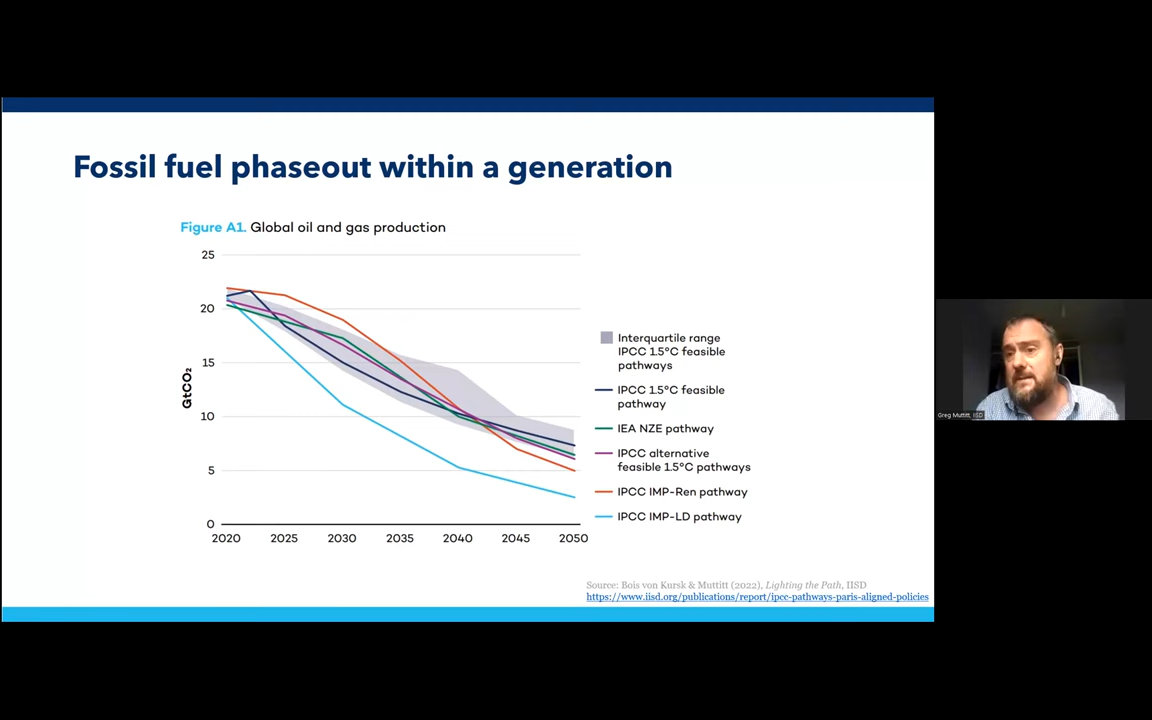 Fossil fuel phaseout within a generation
Figure A1. Global oil and gas production
25
20
15
10
5
0
GtCO₂
2020 2025 2030 2035 2040 2045 2050
Interquartile range
IPCC 1.5°C feasible
pathways
IPCC 1.5°C feasible
pathway
IEA NZE pathway
IPCC alternative
feasible 1.5°C pathways
IPCC IMP-Ren pathway
IPCC IMP-LD pathway
Source: Bois von Kursk & Muttitt (2022), Lighting the Path, IISD
https://www.iisd.org/publications/report/ipcc-pathways-paris-aligned-policies
Greg Muttitt, IISD